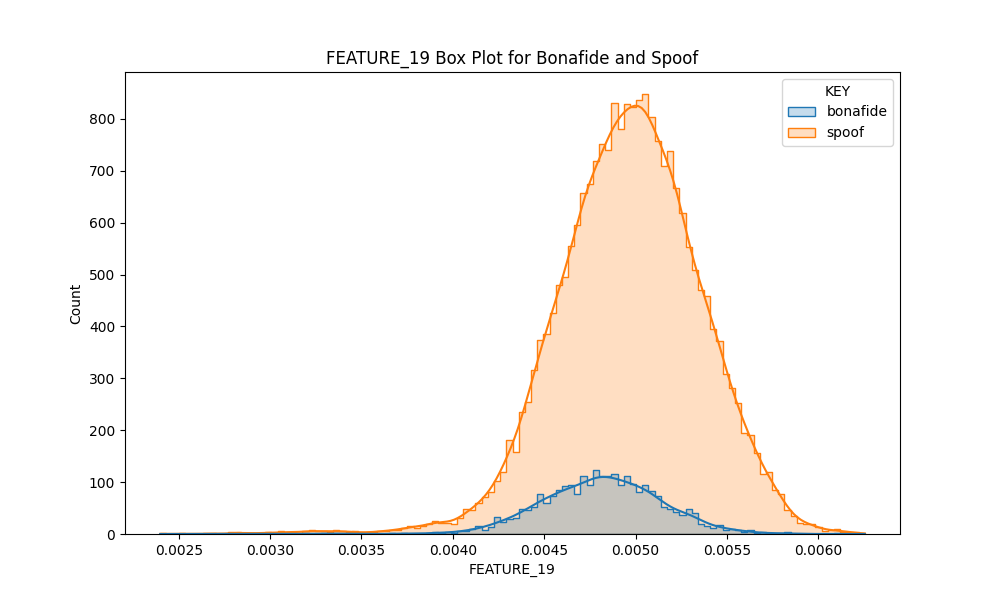 FEATURE_19 Box Plot for Bonafide and Spoof
KEY
bonafide
spoof
Count
800
700
600
500
400
300
200
100
0
0.0025
0.0030
0.0035
0.0040
0.0045
0.0050
0.0055
0.0060
FEATURE_19